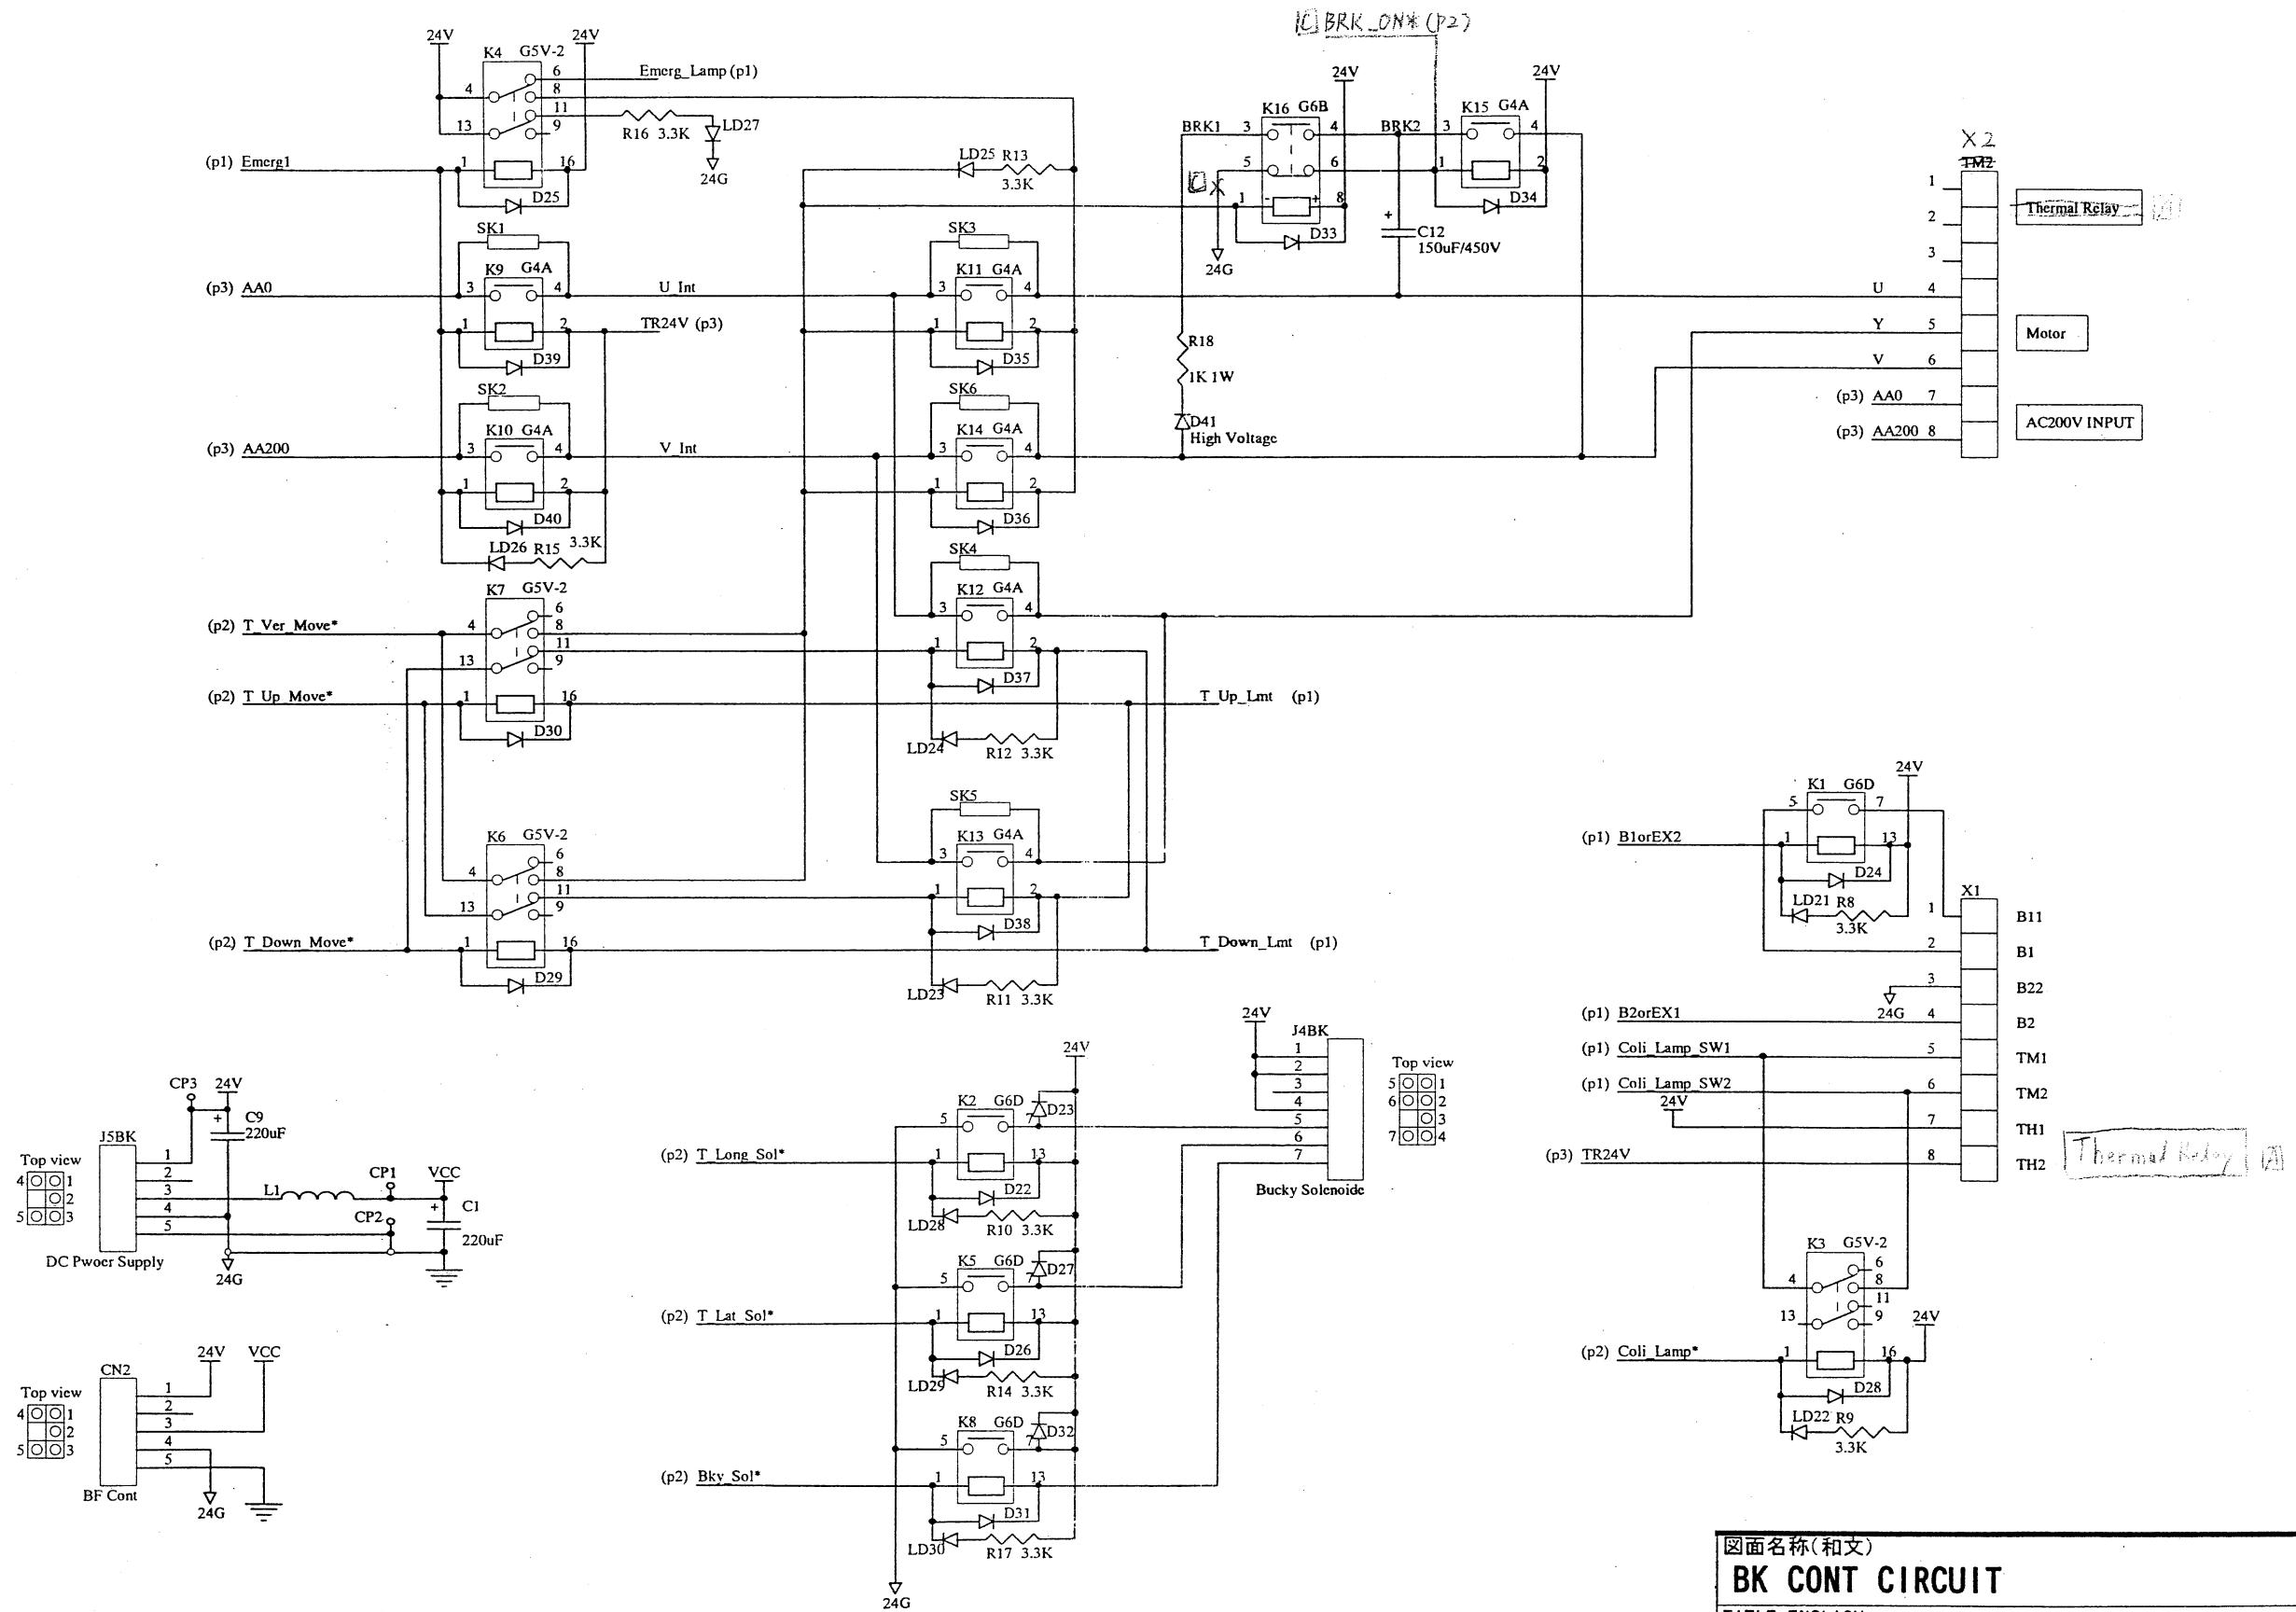 C BRK_ON*(P2)
24V
24V
K4 G5V-2
6
Emerg_Lamp (p1)
4
8
11
R16 3.3K
LD27
13
9
24G
(p1) Emerg1
1
16
D25
LD25 R13
3.3K
24V
24V
K16 G6B
K15 G4A
BRK1 3
4
BRK2 3
4
5
6
1
2
C X
1 - + 8
D34
D33
+
C12
150uF/450V
24G
X2
TM2
1
2
3
Thermal Relay A
U 4
Y 5
Motor
V 6
(p3) AA0 7
(p3) AA200 8
AC200V INPUT
SK1
K9 G4A
(p3) AA0
3
4
U_Int
1
2
TR24V (p3)
D39
SK3
K11 G4A
3
4
1
2
D35
R18
1K 1W
D41
High Voltage
SK2
K10 G4A
(p3) AA200
3
4
V_Int
1
2
D40
LD26 R15 3.3K
SK6
K14 G4A
3
4
1
2
D36
SK4
K12 G4A
3
4
1
2
D37
LD24
R12 3.3K
K7 G5V-2
6
(p2) T_Ver_Move*
4
8
11
13
9
(p2) T_Up_Move*
1
16
D30
T_Up_Lmt (p1)
SK5
K13 G4A
3
4
1
2
D38
LD23
R11 3.3K
K6 G5V-2
6
4
8
11
13
9
(p2) T_Down_Move*
1
16
D29
T_Down_Lmt (p1)
24V
K1 G6D
5
7
(p1) B1orEX2
1
13
D24
LD21 R8
3.3K
X1
1 B11
2 B1
3 B22
24G
(p1) B2orEX1
4 B2
(p1) Coli_Lamp_SW1
5 TM1
(p1) Coli_Lamp_SW2
6 TM2
24V
7 TH1
(p3) TR24V
8 TH2
Thermal Relay A
K3 G5V-2
6
4
8
11
13
9
24V
(p2) Coli_Lamp*
1
16
D28
LD22 R9
3.3K
24V
J4BK
1
2
3
4
5
6
7
Bucky Solenoide
Top view
5 1
6 2
3
7 4
24V
K2 G6D
D23
5
7
(p2) T_Long_Sol*
1
13
D22
LD28
R10 3.3K
K5 G6D
D27
5
7
(p2) T_Lat_Sol*
1
13
D26
LD29
R14 3.3K
K8 G6D
D32
5
7
(p2) Bky_Sol*
1
13
D31
LD30
R17 3.3K
24G
CP3 24V
+
C9
220uF
J5BK
Top view
4 1
2
5 3
1
2
3
4
5
L1
CP1
VCC
CP2
+
C1
220uF
DC Pwoer Supply
24G
24V
VCC
CN2
Top view
4 1
2
5 3
1
2
3
4
5
BF Cont
24G
図面名称(和文)
BK CONT CIRCUIT